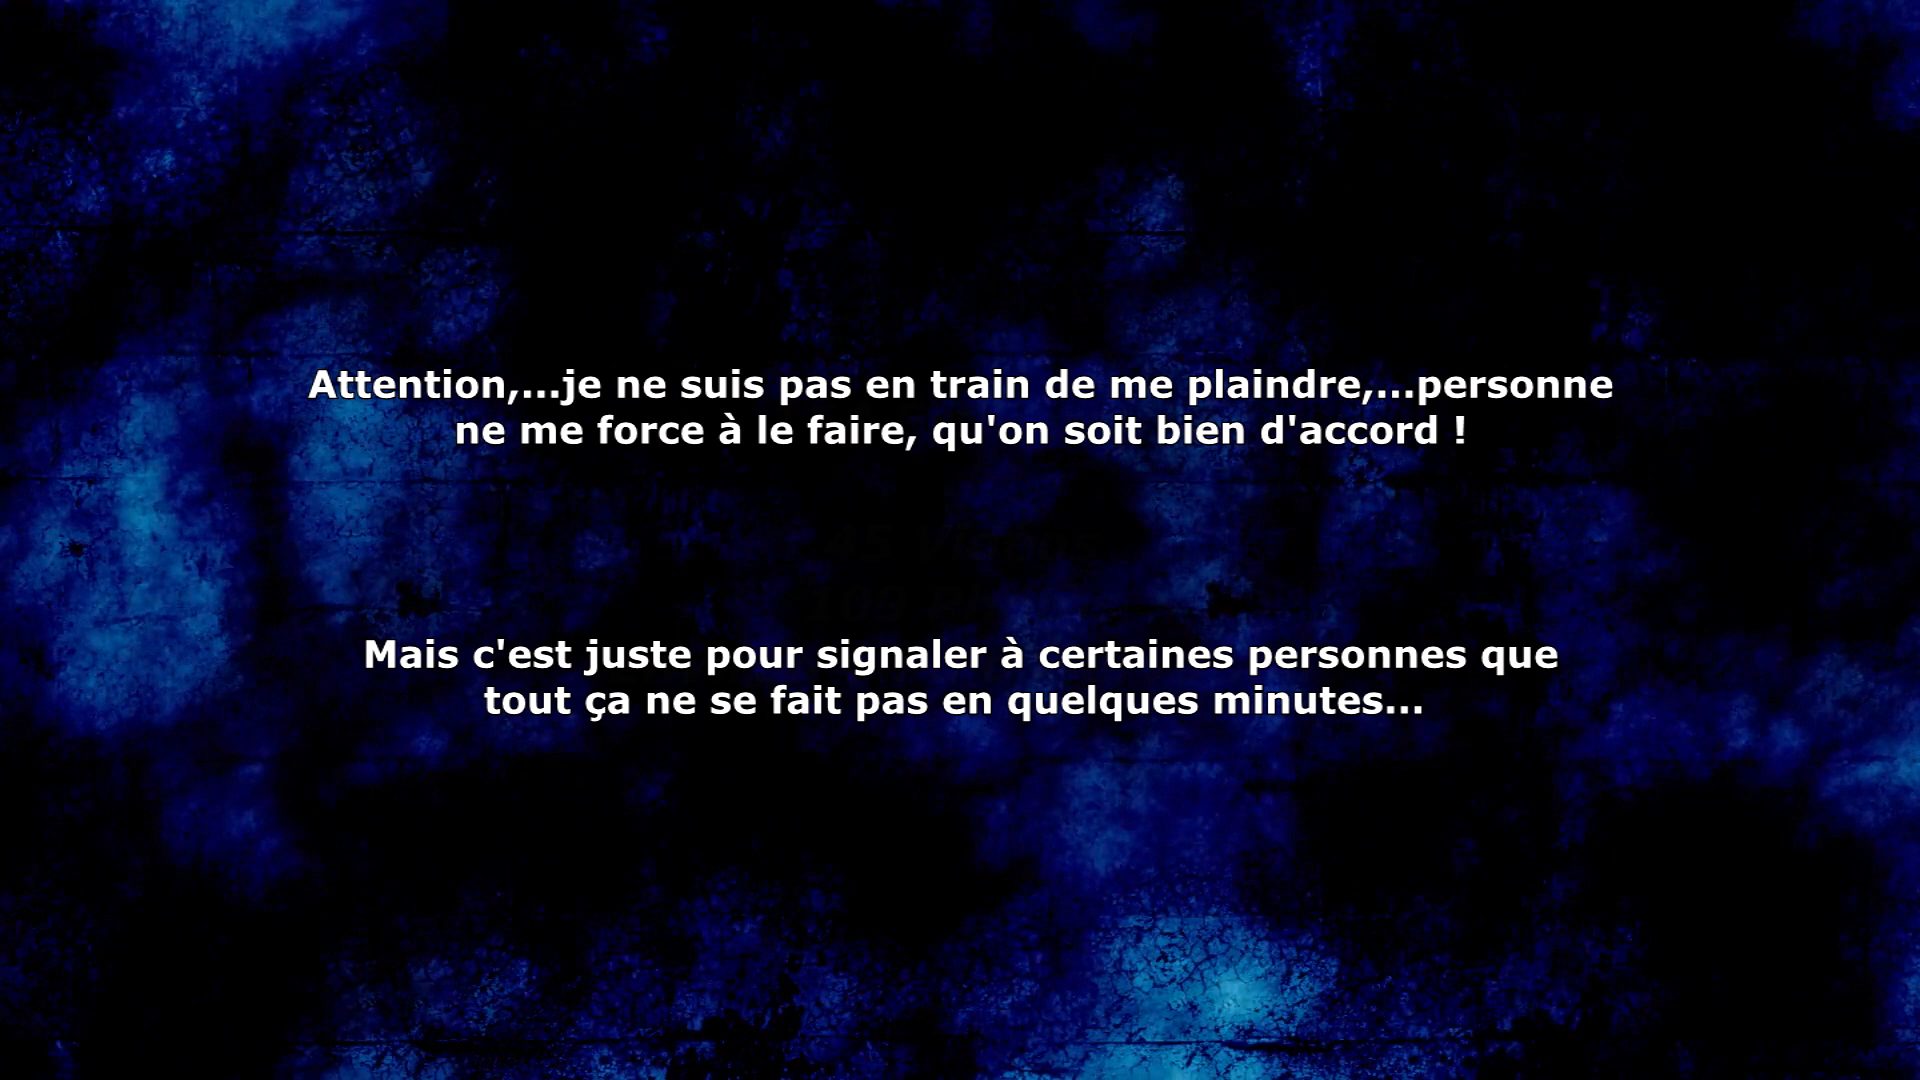 Attention,...je ne suis pas en train de me plaindre,...personne
ne me force à le faire, qu'on soit bien d'accord !
Mais c'est juste pour signaler à certaines personnes que
tout ça ne se fait pas en quelques minutes...